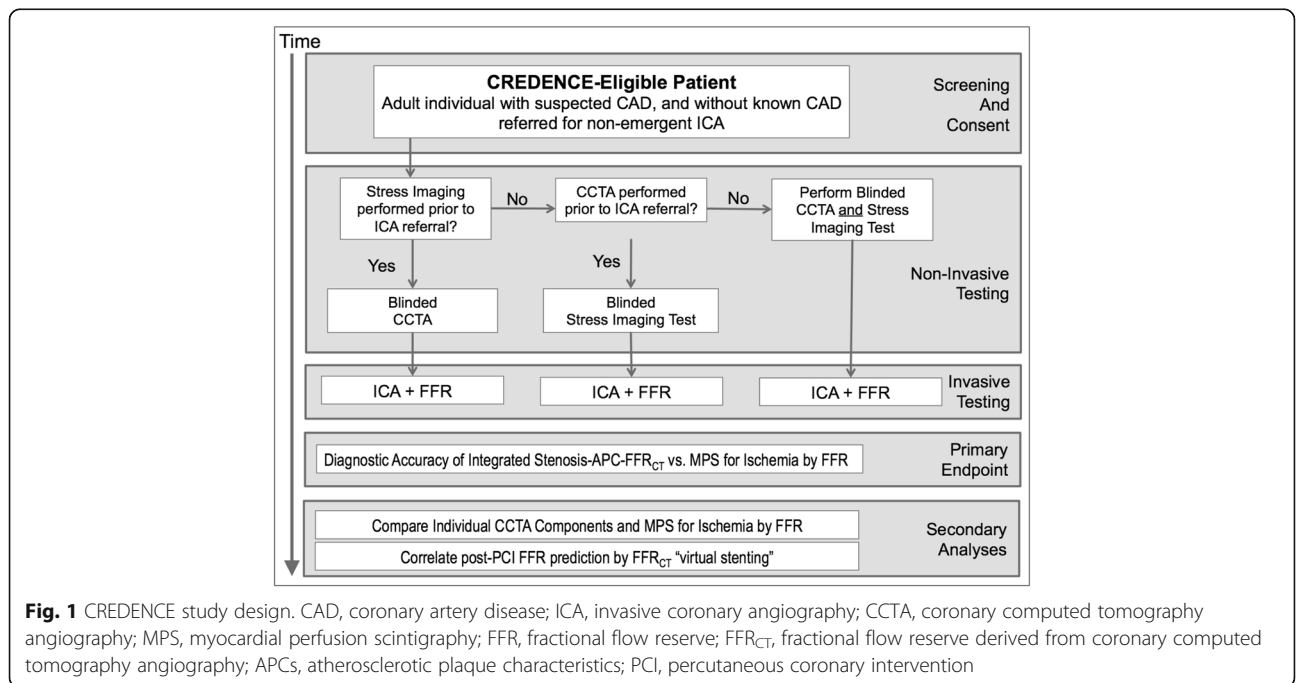 Time
CREDENCE-Eligible Patient
Adult individual with suspected CAD, and without known CAD
referred for non-emergent ICA
Screening
And
Consent
Stress Imaging
performed prior to
ICA referral?
No
CCTA performed
prior to ICA referral?
No
Perform Blinded
CCTA and Stress
Imaging Test
Yes
Yes
Non-Invasive
Testing
Blinded
CCTA
Blinded
Stress Imaging Test
ICA + FFR
ICA + FFR
ICA + FFR
Invasive
Testing
Diagnostic Accuracy of Integrated Stenosis-APC-FFRCT vs. MPS for Ischemia by FFR
Primary
Endpoint
Compare Individual CCTA Components and MPS for Ischemia by FFR
Correlate post-PCI FFR prediction by FFRCT “virtual stenting”
Secondary
Analyses
Fig. 1 CREDENCE study design. CAD, coronary artery disease; ICA, invasive coronary angiography; CCTA, coronary computed tomography
angiography; MPS, myocardial perfusion scintigraphy; FFR, fractional flow reserve; FFRCT, fractional flow reserve derived from coronary computed
tomography angiography; APCs, atherosclerotic plaque characteristics; PCI, percutaneous coronary intervention